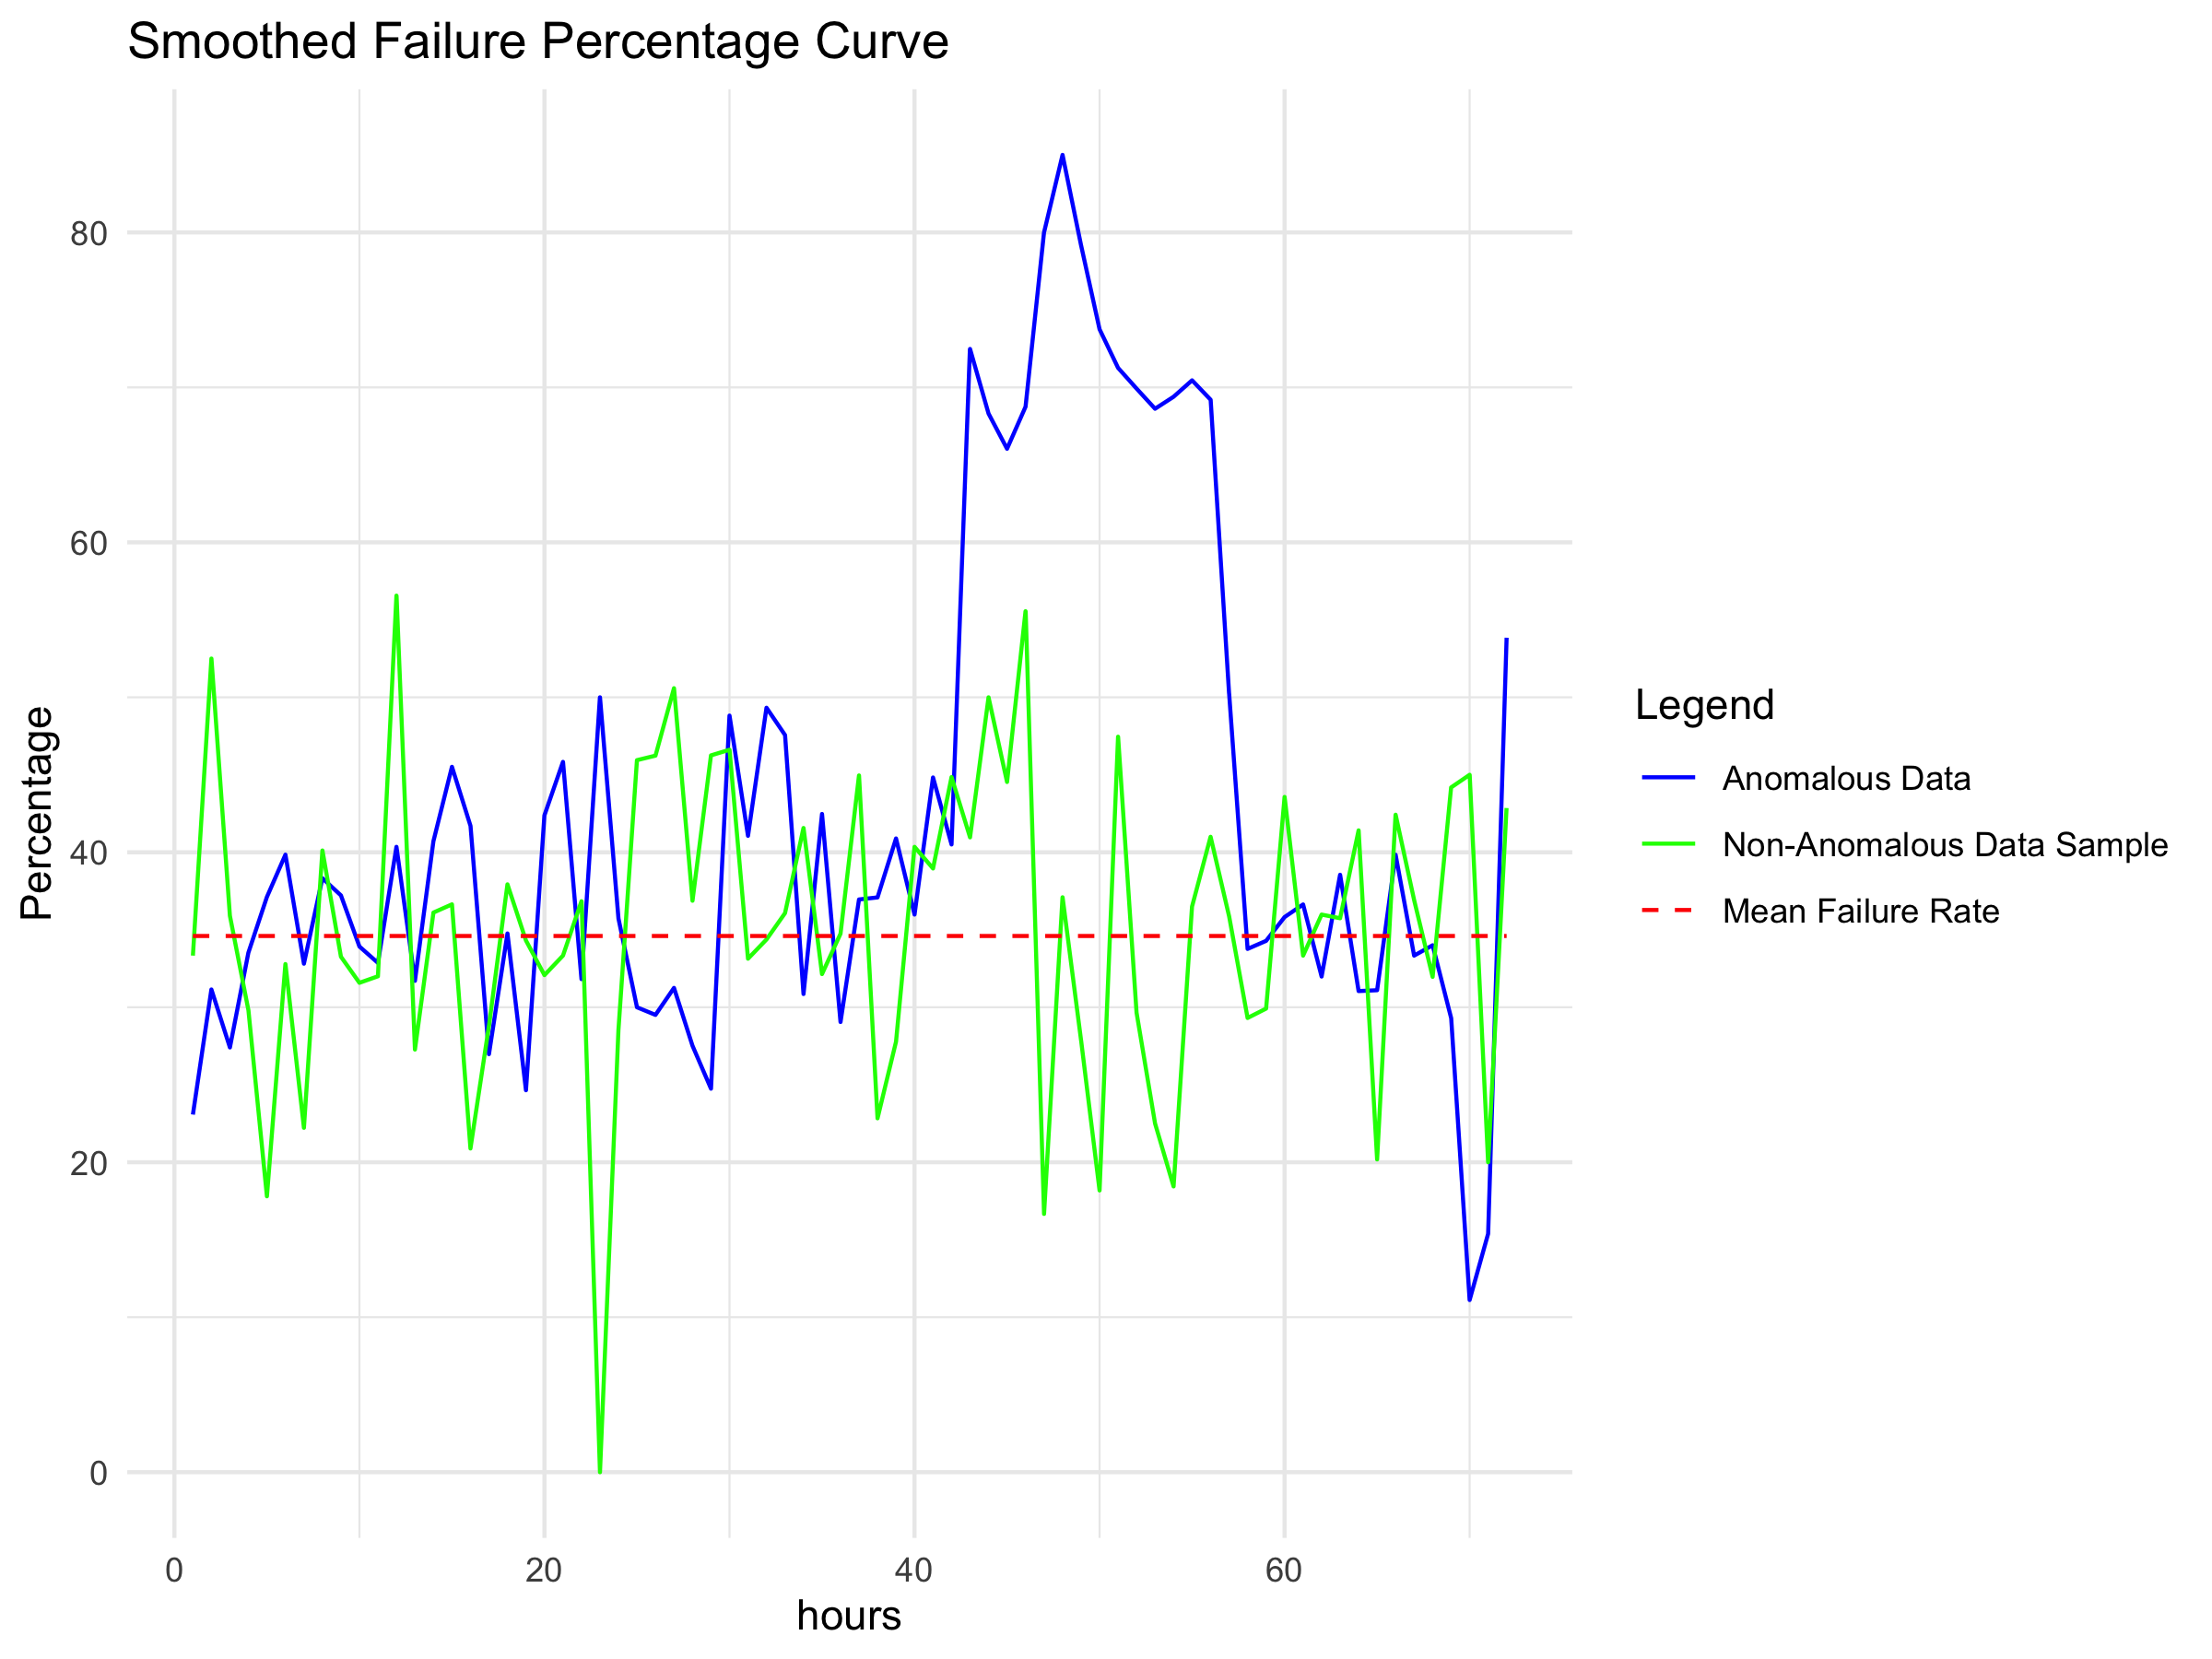 Smoothed Failure Percentage Curve
Percentage
80
60
40
20
0
0 20 40 60
hours
Legend
Anomalous Data
Non-Anomalous Data Sample
Mean Failure Rate